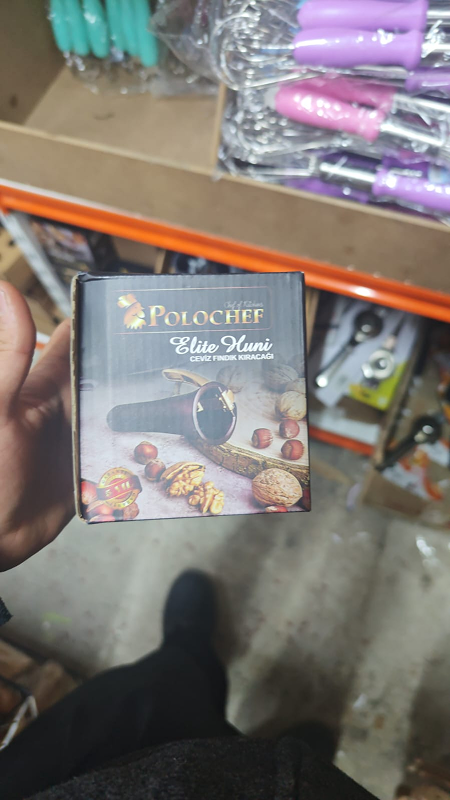 Chef of Kitchens
POLOCHEF
Elite Huni
CEVİZ FINDIK KIRACAĞI